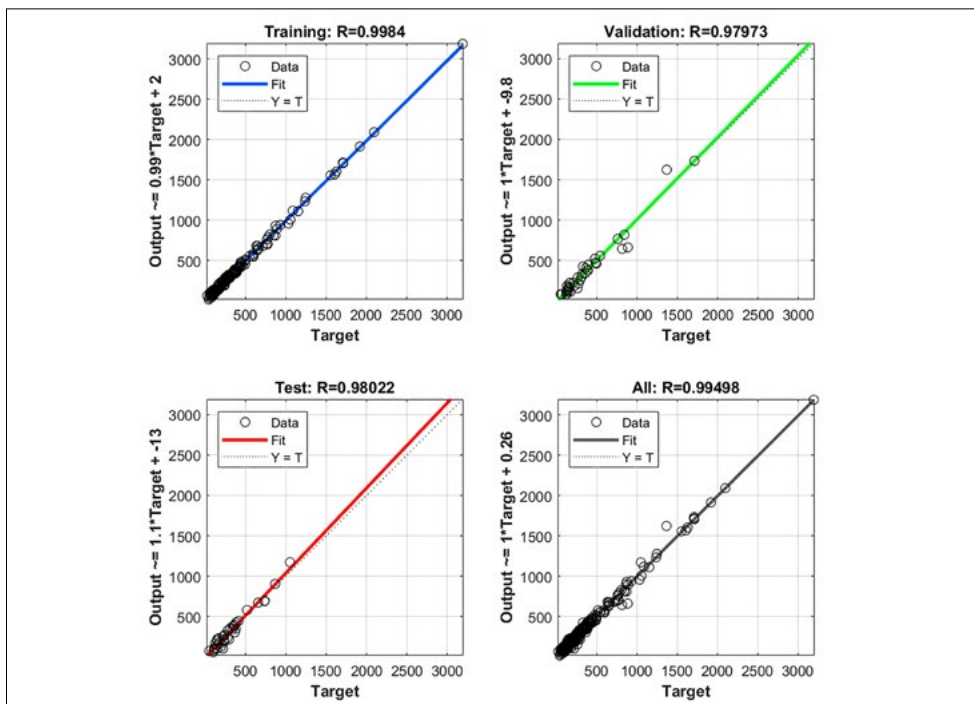 Training: R=0.9984
Output ~= 0.99*Target + 2
3000
2500
2000
1500
1000
500
Data
Fit
Y = T
500 1000 1500 2000 2500 3000
Target
Validation: R=0.97973
Output ~= 1*Target + -9.8
3000
2500
2000
1500
1000
500
Data
Fit
Y = T
500 1000 1500 2000 2500 3000
Target
Test: R=0.98022
Output ~= 1.1*Target + -13
3000
2500
2000
1500
1000
500
Data
Fit
Y = T
500 1000 1500 2000 2500 3000
Target
All: R=0.99498
Output ~= 1*Target + 0.26
3000
2500
2000
1500
1000
500
Data
Fit
Y = T
500 1000 1500 2000 2500 3000
Target